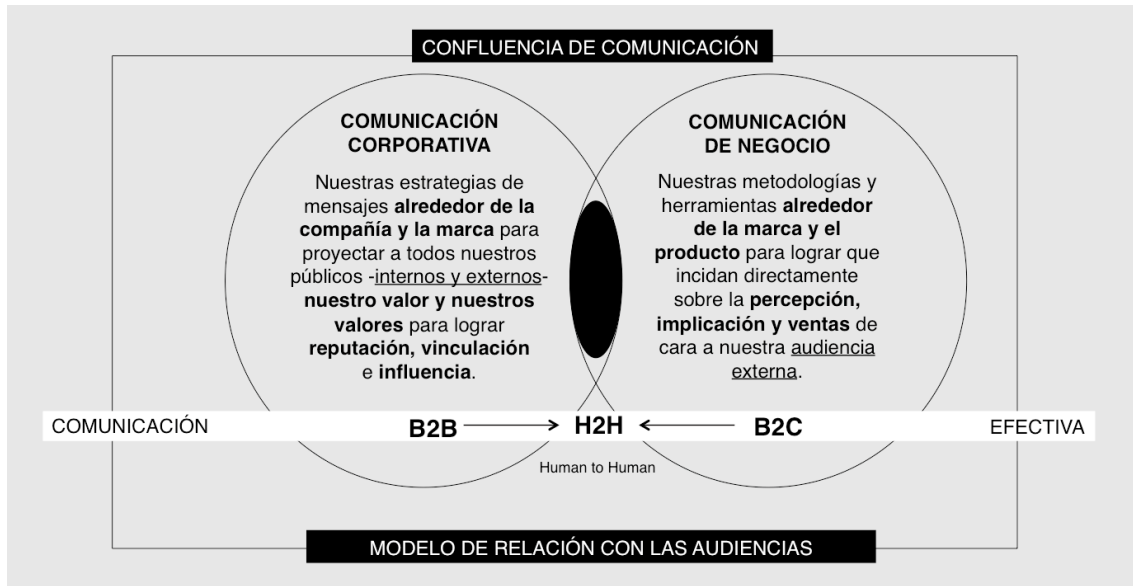 CONFLUENCIA DE COMUNICACIÓN
COMUNICACIÓN
CORPORATIVA
Nuestras estrategias de
mensajes alrededor de la
compañía y la marca para
proyectar a todos nuestros
públicos -internos y externos-
nuestro valor y nuestros
valores para lograr
reputación, vinculación
e influencia.
COMUNICACIÓN
DE NEGOCIO
Nuestras metodologías y
herramientas alrededor
de la marca y el
producto para lograr que
incidan directamente
sobre la percepción,
implicación y ventas de
cara a nuestra audiencia
externa.
COMUNICACIÓN
B2B
H2H
B2C
EFECTIVA
Human to Human
MODELO DE RELACIÓN CON LAS AUDIENCIAS